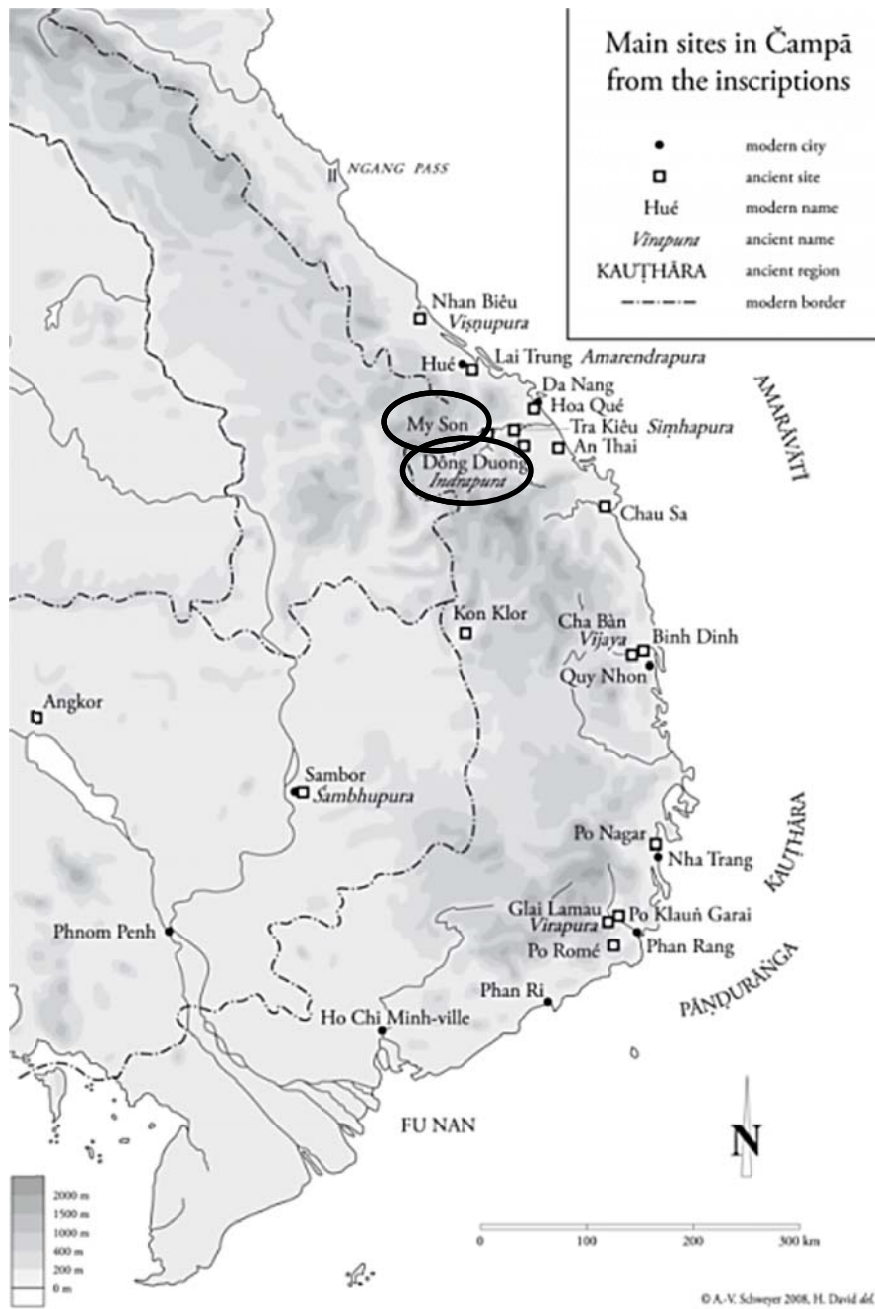 Main sites in Čampā
from the inscriptions
modern city
ancient site
Hué modern name
Vīrapura ancient name
KAUṬHĀRA ancient region
modern border
NGANG PASS
Nhan Biêu
Viṣṇupura
Hué
Lai Trung Amarendrapura
Da Nang
Hoa Qué
My Son
Tra Kiêu Siṃhapura
An Thai
Dông Duong
Indrapura
AMARĀVATĪ
Chau Sa
Kon Klor
Cha Bàn
Vijaya
Binh Dinh
Quy Nhon
Angkor
Sambor
Śambhupura
Po Nagar
Nha Trang
KAUṬHĀRA
Glai Lamau
Virapura
Po Klauṅ Garai
Phnom Penh
Po Romé
Phan Rang
PĀṆḌURĀṄGA
Phan Ri
Ho Chi Minh-ville
FU NAN
N
2000 m
1500 m
1000 m
600 m
200 m
0 m
0 100 200 300 km
© A.-V. Schweyer 2008, H. David del.